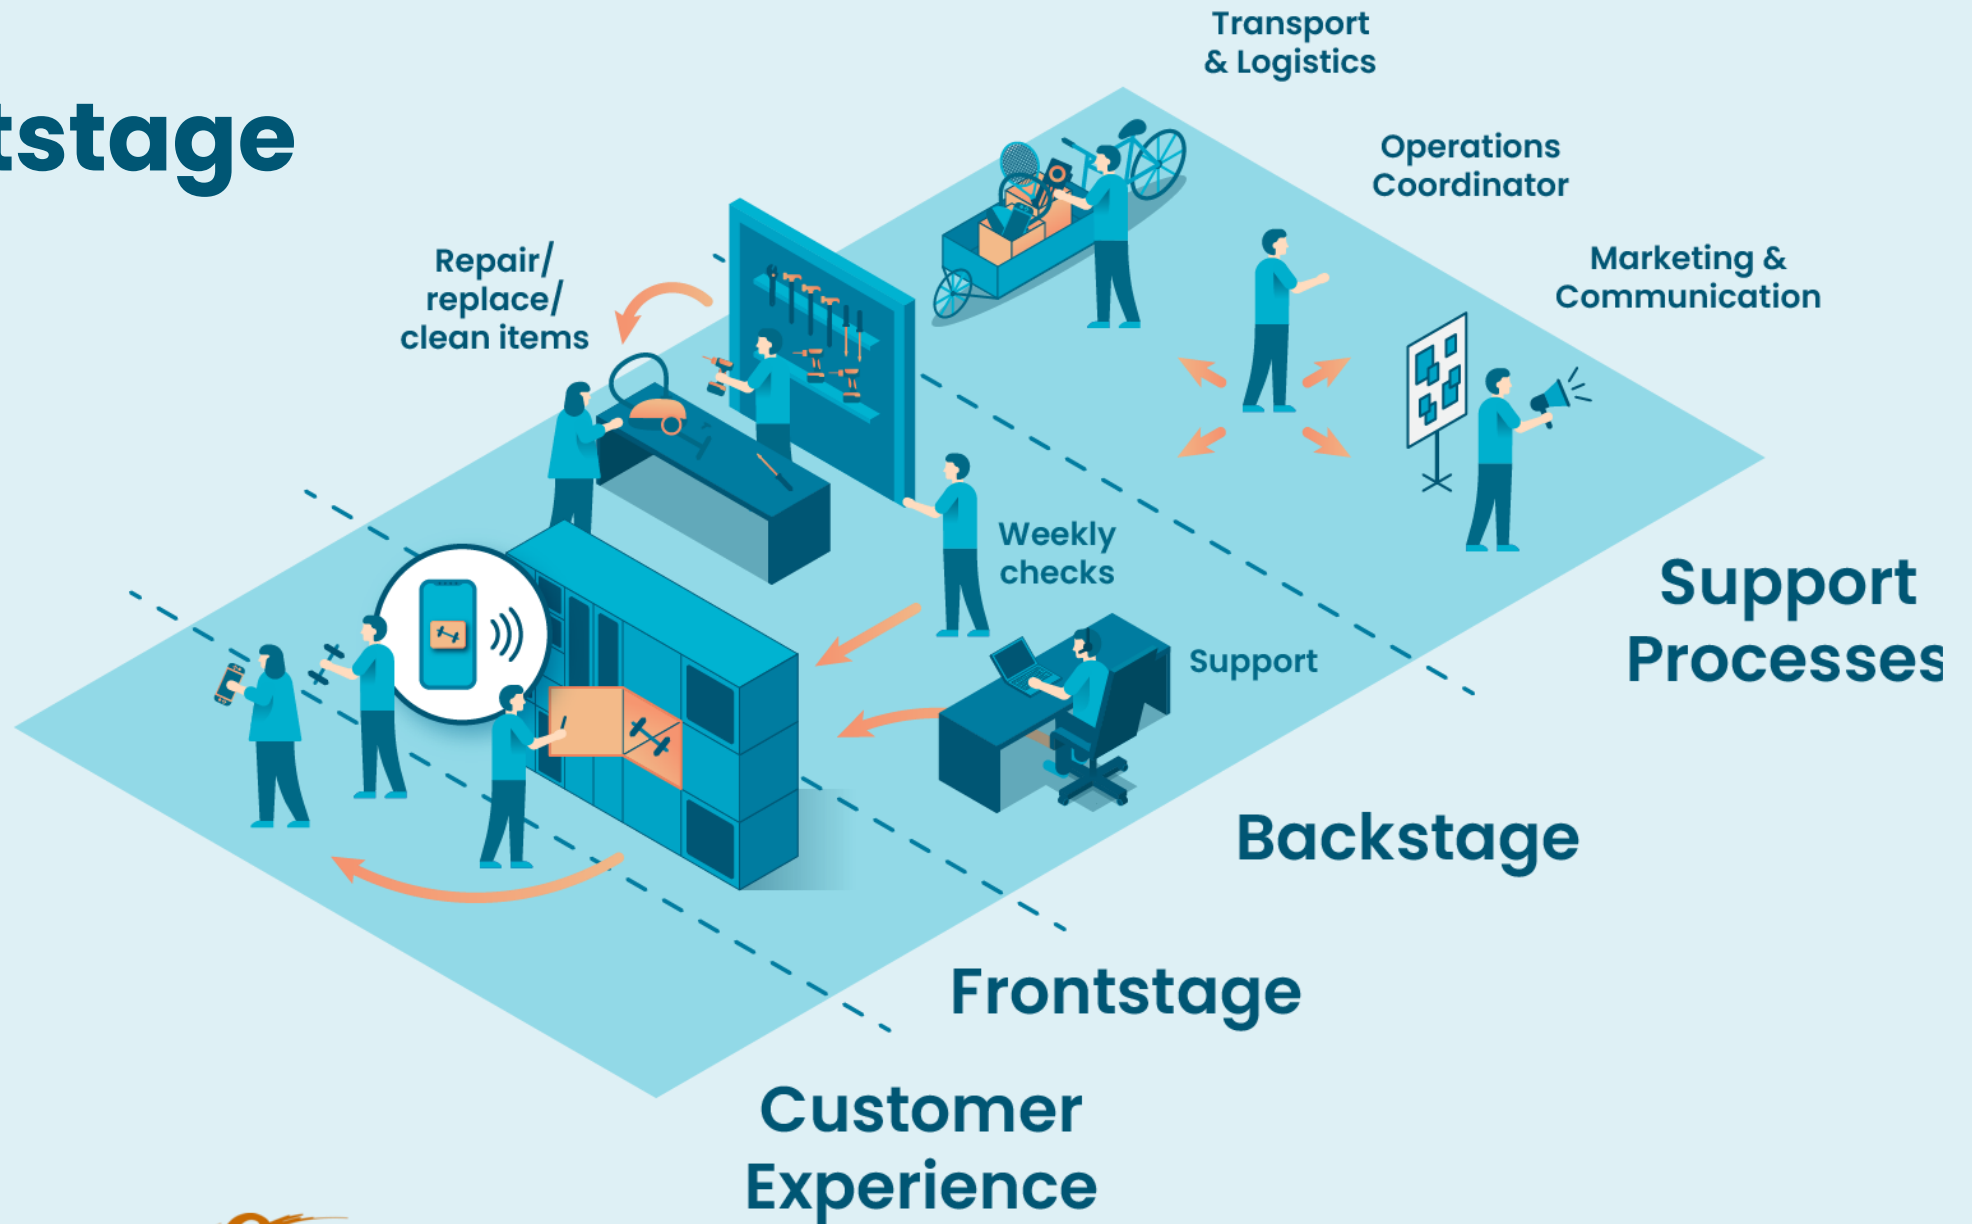 Transport
& Logistics
tstage
Operations
Coordinator
Repair/
replace/
clean items
Marketing &
Communication
Weekly
checks
Support
Support
Processes
Backstage
Frontstage
Customer
Experience